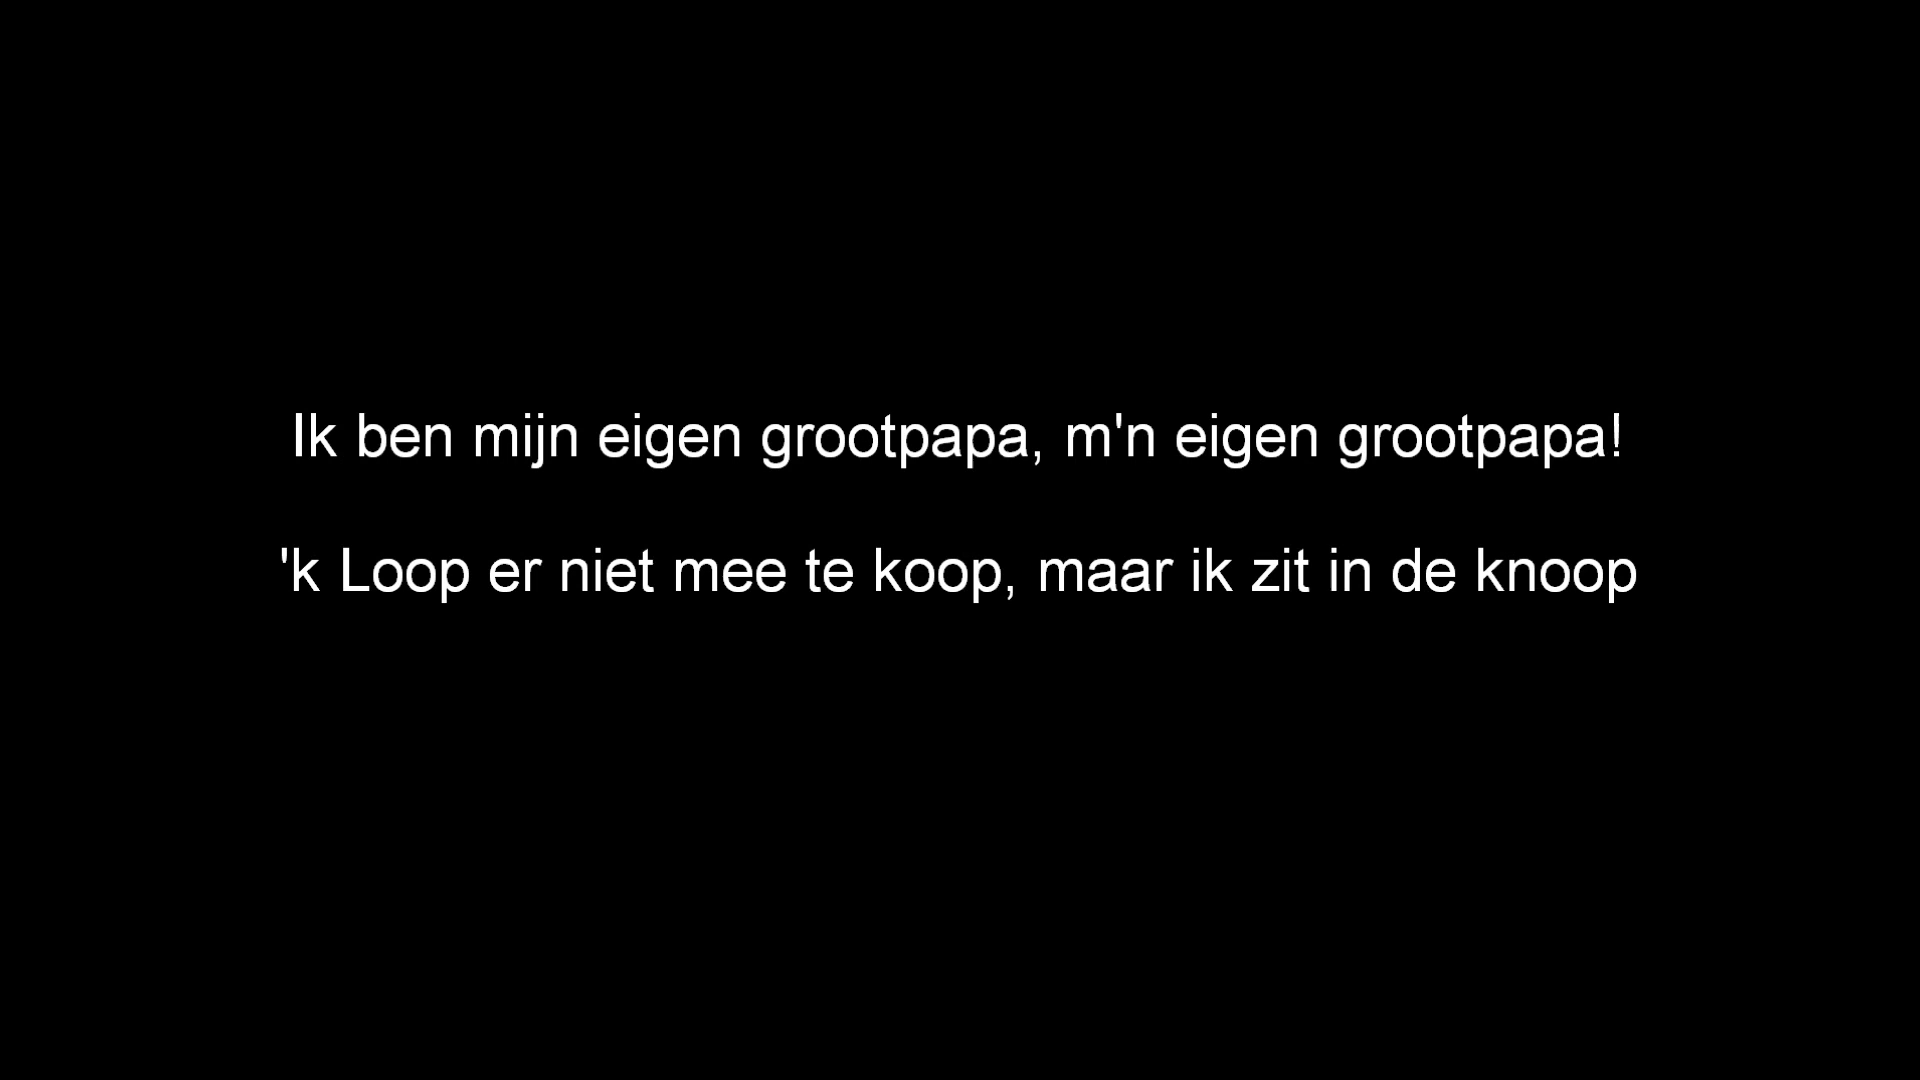 Ik ben mijn eigen grootpapa, m'n eigen grootpapa!
'k Loop er niet mee te koop, maar ik zit in de knoop